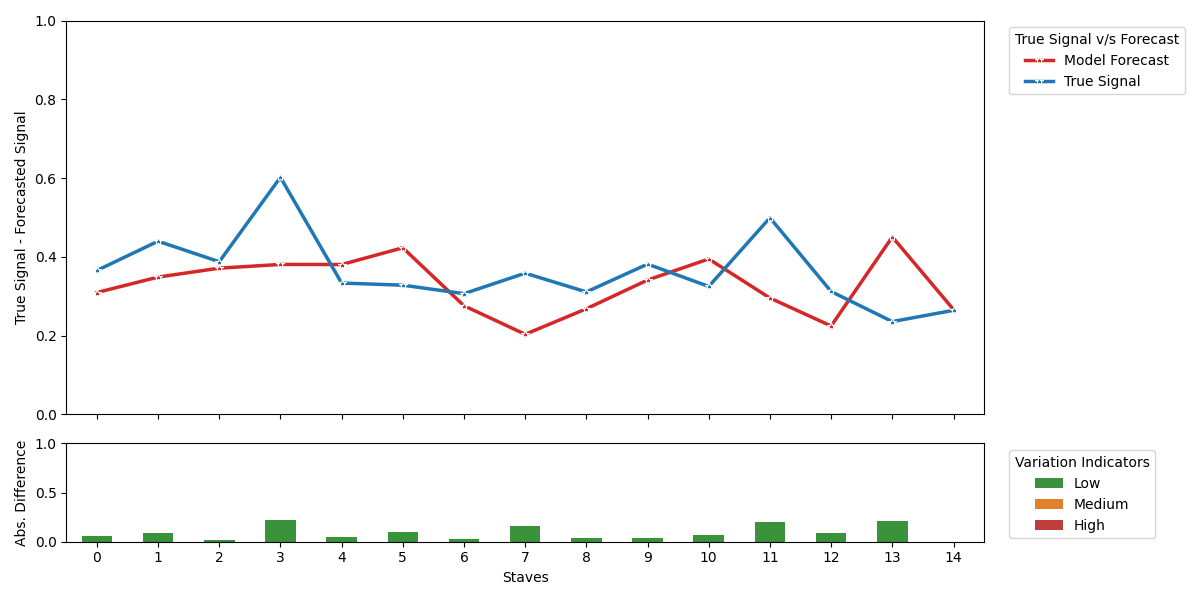 True Signal - Forecasted Signal
1.0
0.8
0.6
0.4
0.2
0.0
True Signal v/s Forecast
Model Forecast
True Signal
Abs. Difference
1.0
0.5
0.0
0 1 2 3 4 5 6 7 8 9 10 11 12 13 14
Staves
Variation Indicators
Low
Medium
High